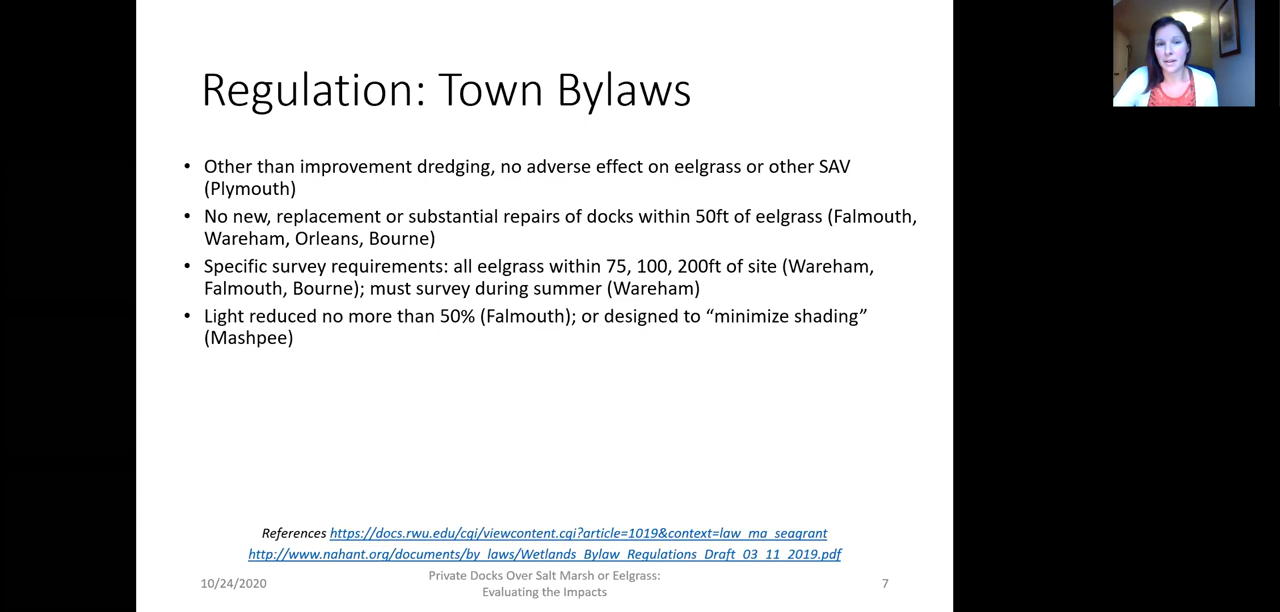 Regulation: Town Bylaws
• Other than improvement dredging, no adverse effect on eelgrass or other SAV
(Plymouth)
• No new, replacement or substantial repairs of docks within 50ft of eelgrass (Falmouth,
Wareham, Orleans, Bourne)
• Specific survey requirements: all eelgrass within 75, 100, 200ft of site (Wareham,
Falmouth, Bourne); must survey during summer (Wareham)
• Light reduced no more than 50% (Falmouth); or designed to “minimize shading”
(Mashpee)
References https://docs.rwu.edu/cgi/viewcontent.cgi?article=1019&context=law_ma_seagrant
http://www.nahant.org/documents/by_laws/Wetlands_Bylaw_Regulations_Draft_03_11_2019.pdf
10/24/2020
Private Docks Over Salt Marsh or Eelgrass:
Evaluating the Impacts
7